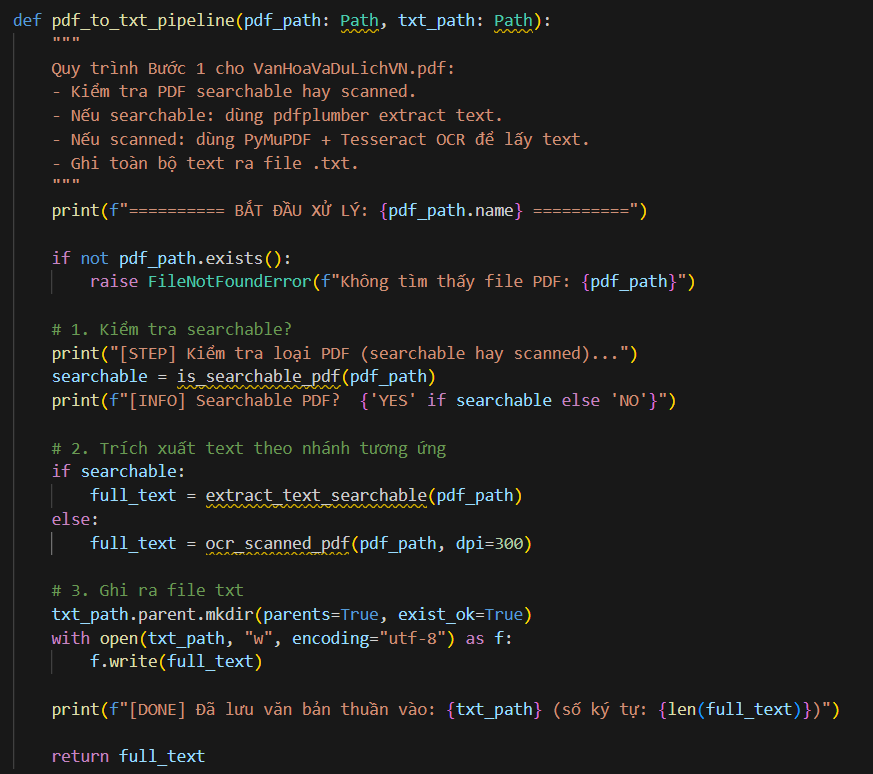 def pdf_to_txt_pipeline(pdf_path: Path, txt_path: Path):
    """
    Quy trình Bước 1 cho VanHoaVaDuLichVN.pdf:
    - Kiểm tra PDF searchable hay scanned.
    - Nếu searchable: dùng pdfplumber extract text.
    - Nếu scanned: dùng PyMuPDF + Tesseract OCR để lấy text.
    - Ghi toàn bộ text ra file .txt.
    """
    print(f"========== BẮT ĐẦU XỬ LÝ: {pdf_path.name} ==========")

    if not pdf_path.exists():
        raise FileNotFoundError(f"Không tìm thấy file PDF: {pdf_path}")

    # 1. Kiểm tra searchable?
    print("[STEP] Kiểm tra loại PDF (searchable hay scanned)...")
    searchable = is_searchable_pdf(pdf_path)
    print(f"[INFO] Searchable PDF?  {'YES' if searchable else 'NO'}")

    # 2. Trích xuất text theo nhánh tương ứng
    if searchable:
        full_text = extract_text_searchable(pdf_path)
    else:
        full_text = ocr_scanned_pdf(pdf_path, dpi=300)

    # 3. Ghi ra file txt
    txt_path.parent.mkdir(parents=True, exist_ok=True)
    with open(txt_path, "w", encoding="utf-8") as f:
        f.write(full_text)

    print(f"[DONE] Đã lưu văn bản thuần vào: {txt_path} (số ký tự: {len(full_text)})")

    return full_text